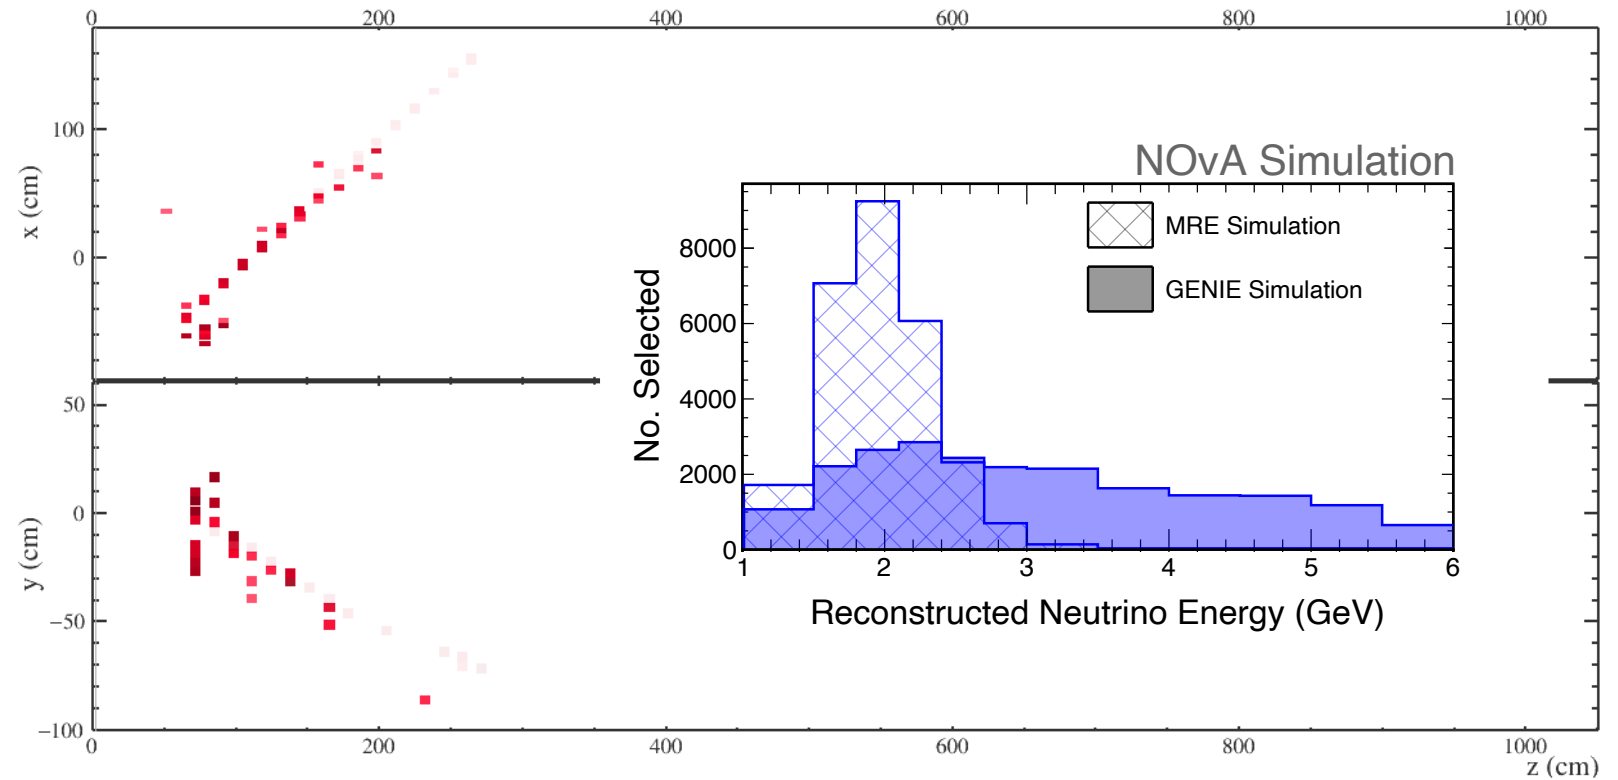 0 200 400 600 800 1000
100
0
x (cm)
50
0
−50
−100
y (cm)
0 200 400 600 800 1000
z (cm)
NOvA Simulation
MRE Simulation
GENIE Simulation
8000
6000
4000
2000
0
No. Selected
1 2 3 4 5 6
Reconstructed Neutrino Energy (GeV)